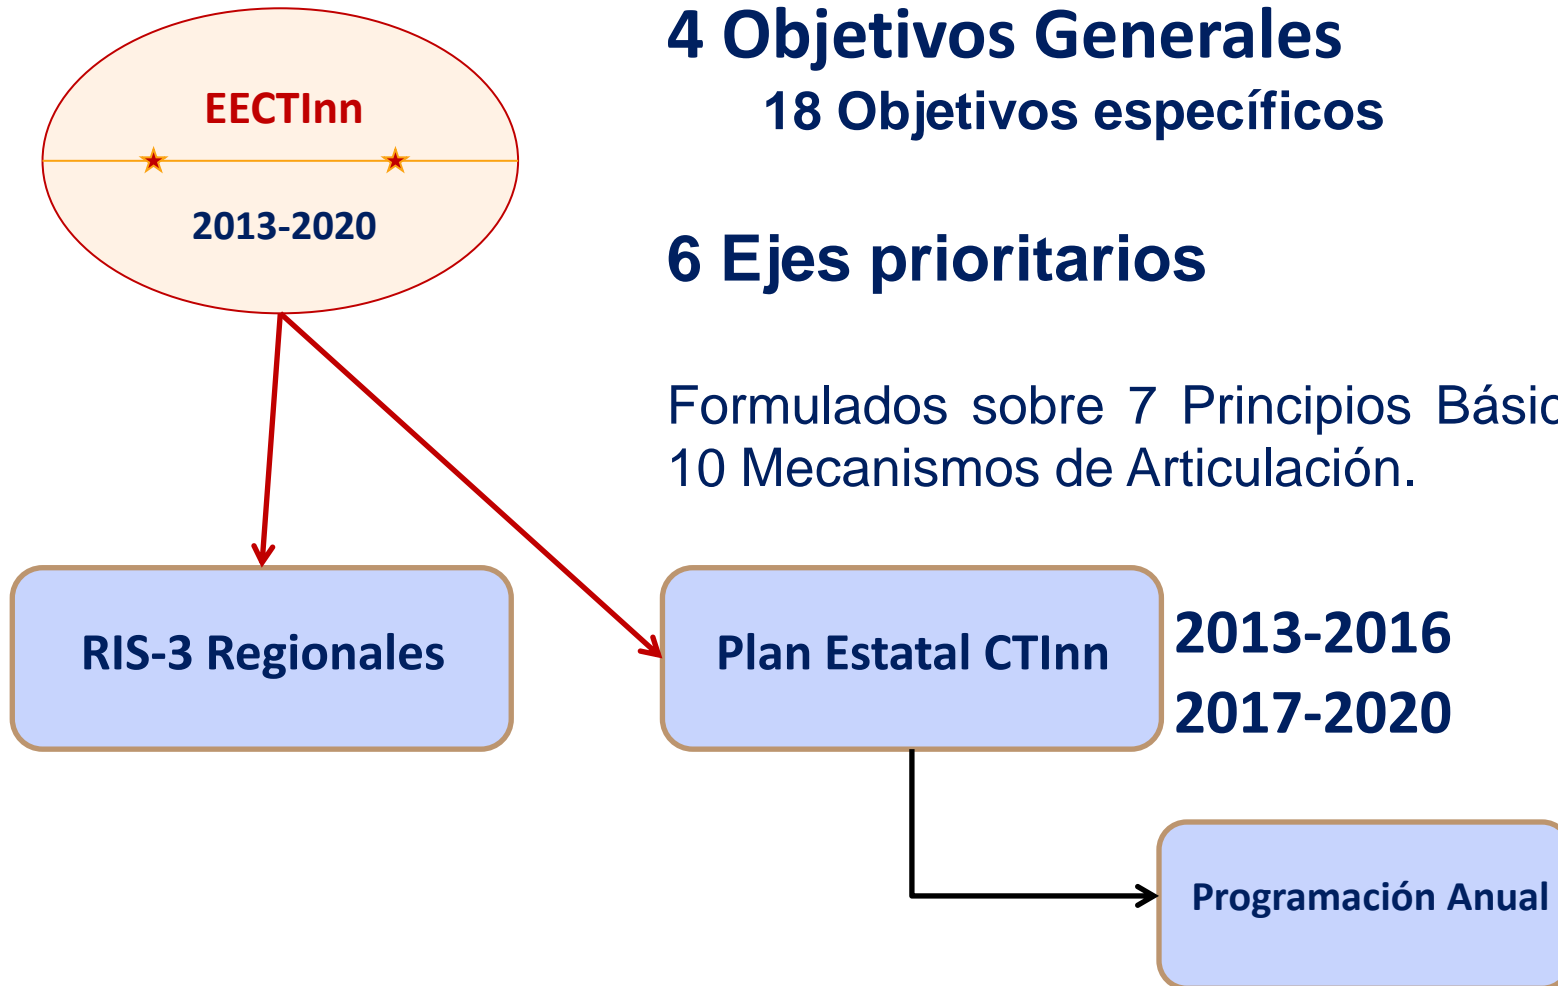 4 Objetivos Generales
18 Objetivos específicos
EECTInn
2013-2020
6 Ejes prioritarios
Formulados sobre 7 Principios
10 Mecanismos de Articulación.
RIS-3 Regionales
Plan Estatal CTInn
2013-2016
2017-2020
Programación Anual